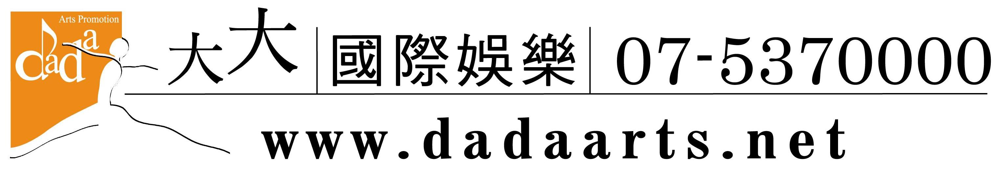 Arts Promotion
dada
大大 國際娛樂 07-5370000
www.dadaarts.net